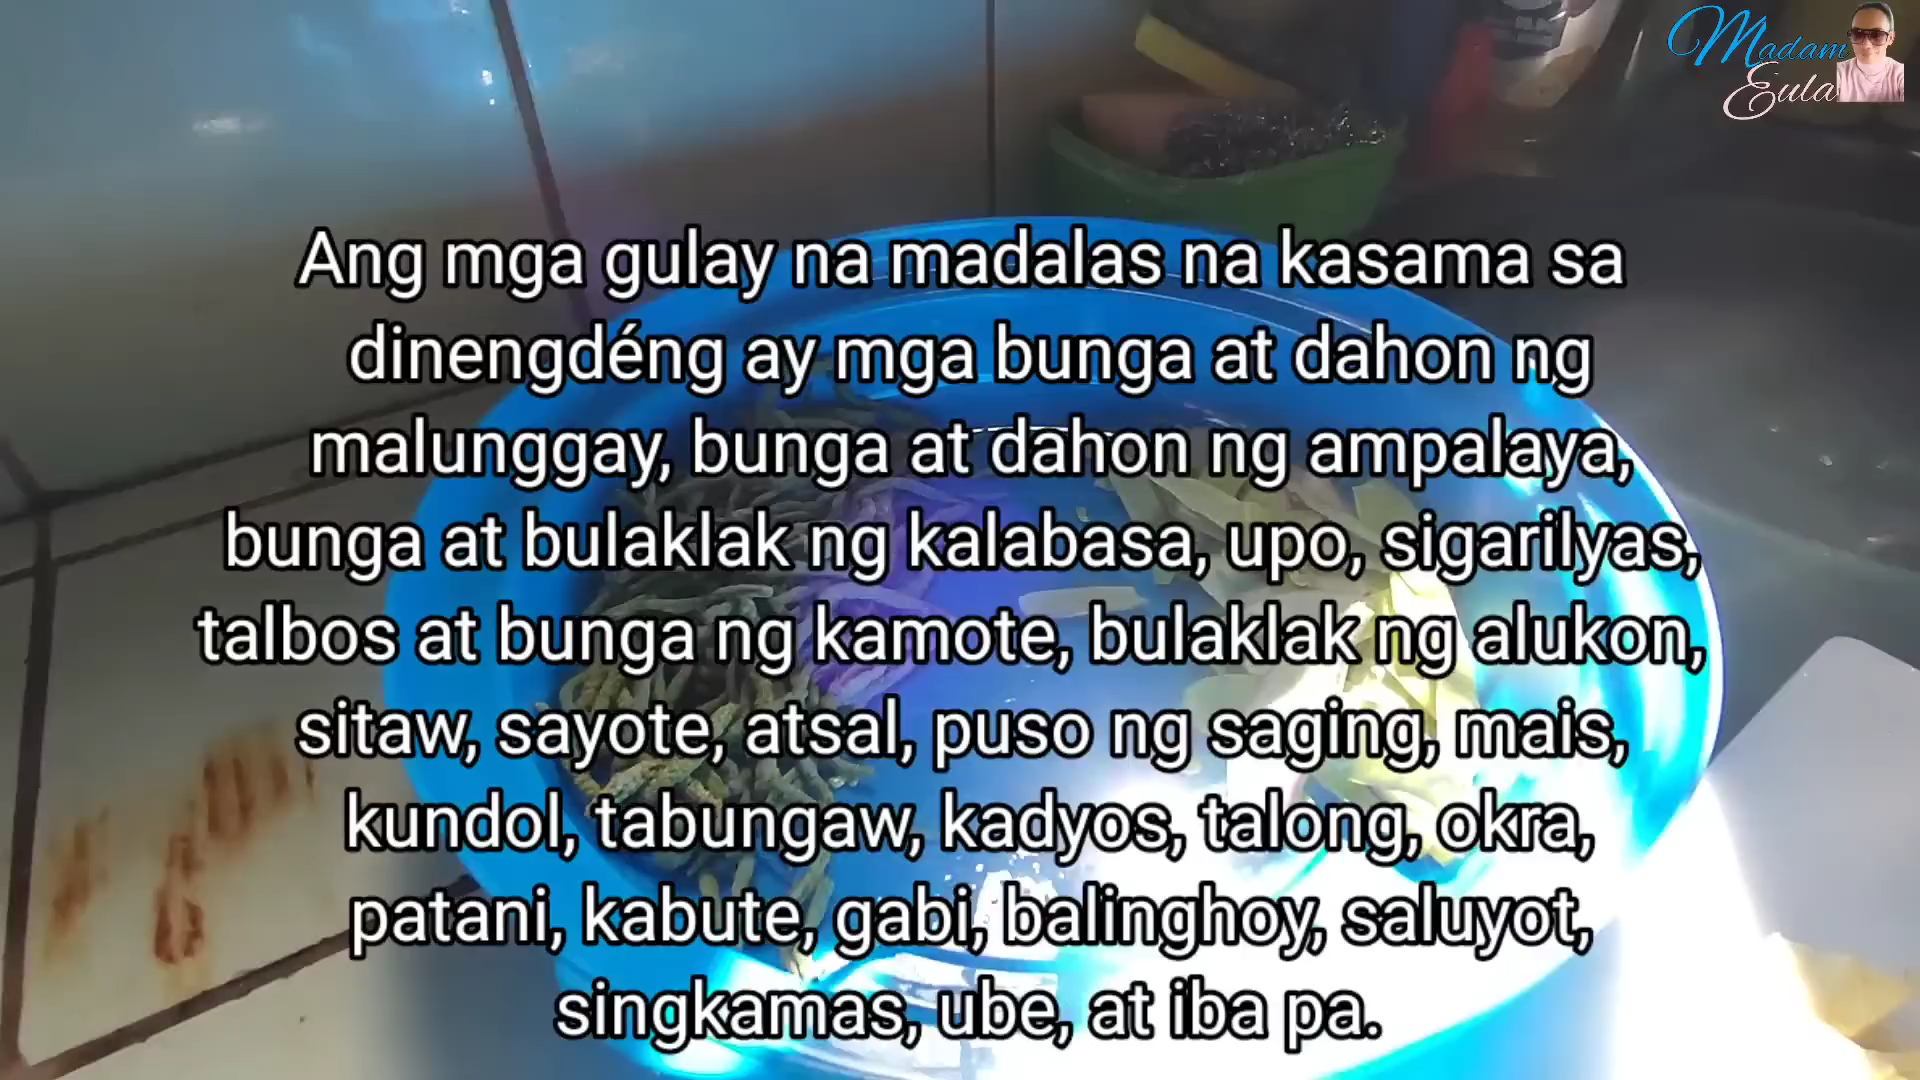 Madam
Eula
Ang mga gulay na madalas na kasama sa
dinengdéng ay mga bunga at dahon ng
malunggay, bunga at dahon ng ampalaya,
bunga at bulaklak ng kalabasa, upo, sigarilyas,
talbos at bunga ng kamote, bulaklak ng alukon,
sitaw, sayote, atsal, puso ng saging, mais,
kundol, tabungaw, kadyos, talong, okra,
patani, kabute, gabi, balinghoy, saluyot,
singkamas, ube, at iba pa.